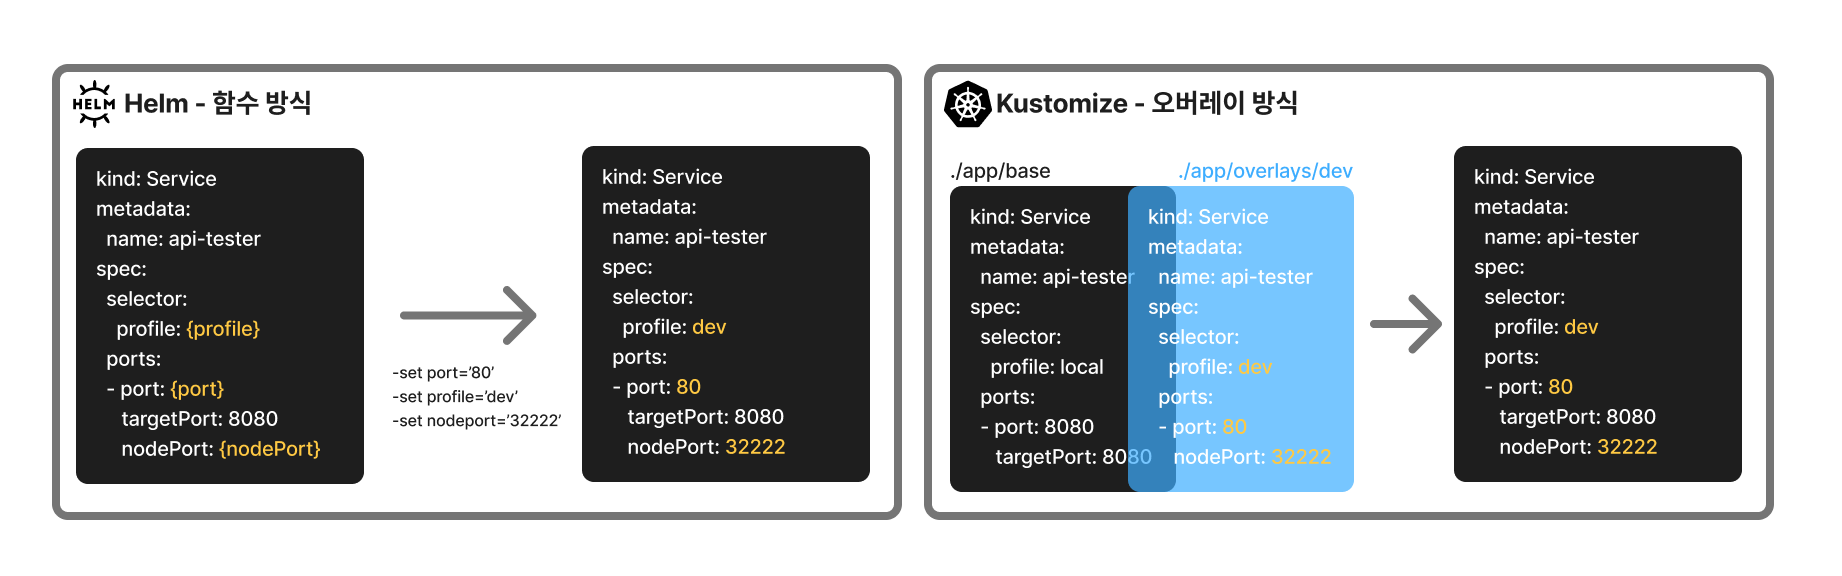 HELM
Helm - 함수 방식
kind: Service
metadata:
name: api-tester
spec:
selector:
profile: {profile}
ports:
- port: {port}
targetPort: 8080
nodePort: {nodePort}
-set port='80'
-set profile='dev'
-set nodeport='32222'
kind: Service
metadata:
name: api-tester
spec:
selector:
profile: dev
ports:
- port: 80
targetPort: 8080
nodePort: 32222
Kustomize - 오버레이 방식
./app/base
kind: Service
metadata:
name: api-tester
spec:
selector:
profile: local
ports:
- port: 8080
targetPort: 8080
./app/overlays/dev
kind: Service
metadata:
name: api-tester
spec:
selector:
profile: dev
ports:
- port: 80
nodePort: 32222
kind: Service
metadata:
name: api-tester
spec:
selector:
profile: dev
ports:
- port: 80
targetPort: 8080
nodePort: 32222